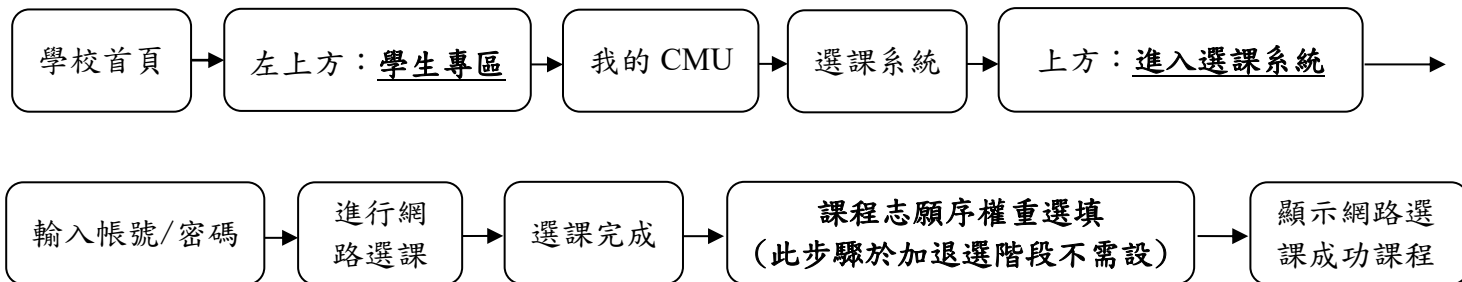 學校首頁
左上方：學生專區
我的 CMU
選課系統
上方：進入選課系統
輸入帳號/密碼
進行網
路選課
選課完成
課程志願序權重選填
(此步驟於加退選階段不需設)
顯示網路選
課成功課程